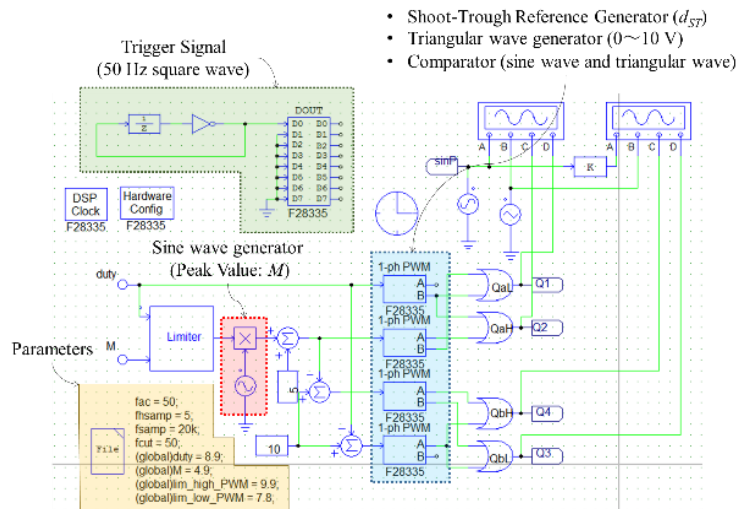 • Shoot-Trough Reference Generator (d_ST)
• Triangular wave generator (0～10 V)
• Comparator (sine wave and triangular wave)
Trigger Signal
(50 Hz square wave)
DOUT
1
Z
D0 D0
D1 D1
D2 D2
D3 D3
D4 D4
D5 D5
D6 D6
D7 D7
F28335
A B C D
A B C D
sinP
K
DSP
Clock
F28335
Hardware
Config
F28335
Sine wave generator
(Peak Value: M)
duty
Limiter
M
Parameters
1-ph PWM
A
B
F28335
1-ph PWM
A
B
F28335
1-ph PWM
A
B
F28335
1-ph PWM
A
B
F28335
QaL
Q1
QaH
Q2
QbH
Q4
QbL
Q3
5
10
File
fac = 50;
fhsamp = 5;
fsamp = 20k;
fcut = 50;
(global)duty = 8.9;
(global)M = 4.9;
(global)lim_high_PWM = 9.9;
(global)lim_low_PWM = 7.8;